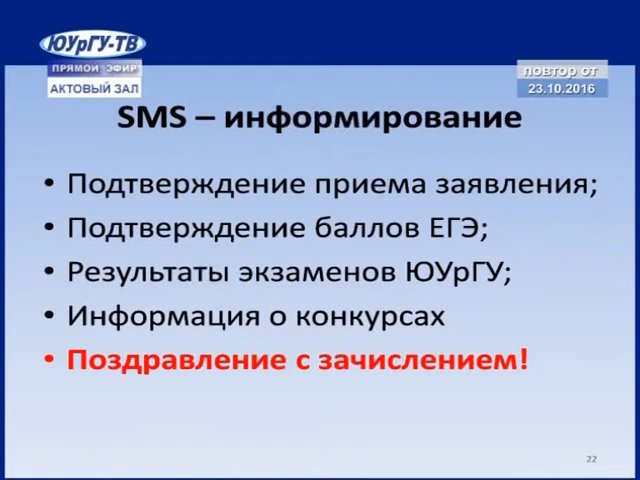 ЮУрГУ-ТВ
ПРЯМОЙ ЭФИР
АКТОВЫЙ ЗАЛ
повтор от
23.10.2016
SMS – информирование
• Подтверждение приема заявления;
• Подтверждение баллов ЕГЭ;
• Результаты экзаменов ЮУрГУ;
• Информация о конкурсах
• Поздравление с зачислением!
22